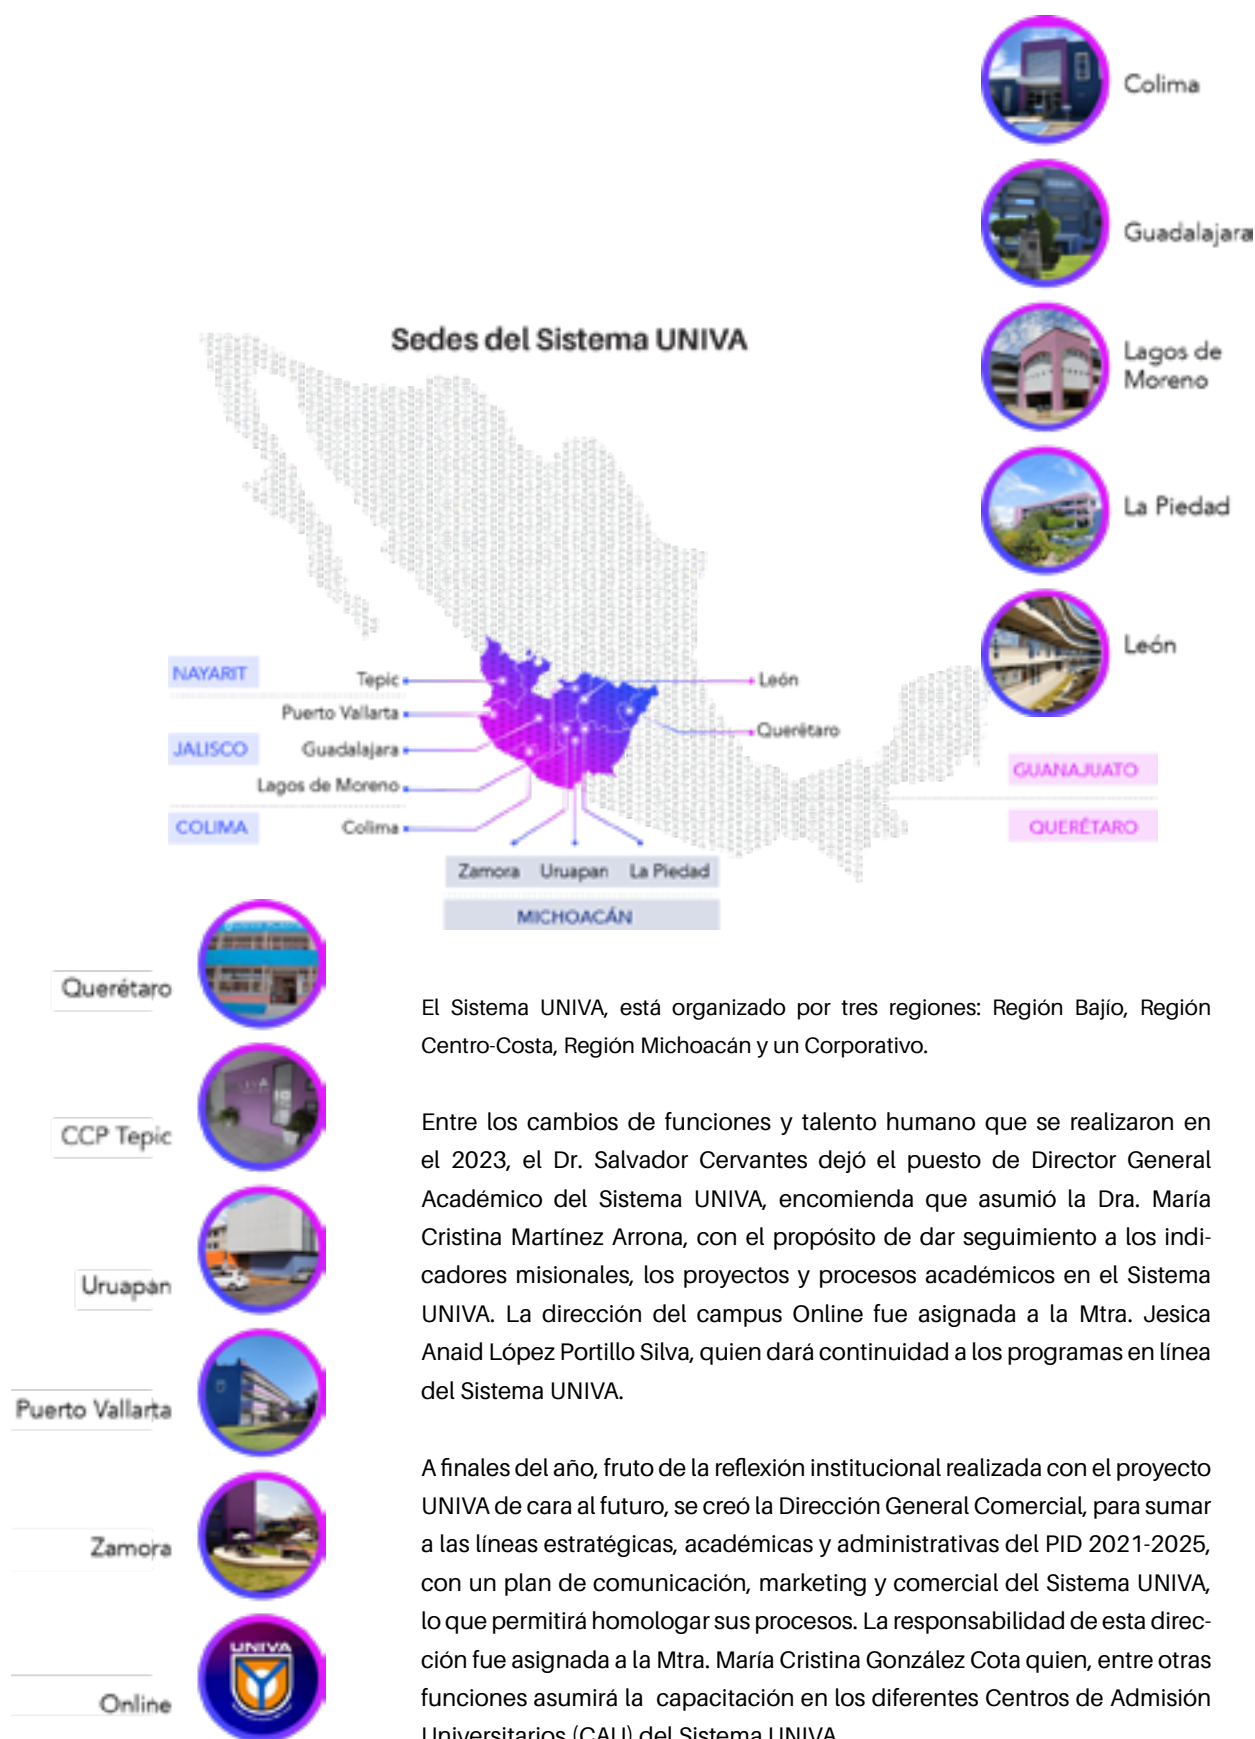 Colima
Guadalajara
Lagos de
Moreno
La Piedad
León
Sedes del Sistema UNIVA
NAYARIT
Tepic
Puerto Vallarta
JALISCO
Guadalajara
Lagos de Moreno
COLIMA
Colima
León
Querétaro
GUANAJUATO
QUERÉTARO
Zamora Uruapan La Piedad
MICHOACÁN
Querétaro
CCP Tepic
Uruapan
Puerto Vallarta
Zamora
UNIVA
Online
El Sistema UNIVA, está organizado por tres regiones: Región Bajío, Región
Centro-Costa, Región Michoacán y un Corporativo.
Entre los cambios de funciones y talento humano que se realizaron en
el 2023, el Dr. Salvador Cervantes dejó el puesto de Director General
Académico del Sistema UNIVA, encomienda que asumió la Dra. María
Cristina Martínez Arrona, con el propósito de dar seguimiento a los indi-
cadores misionales, los proyectos y procesos académicos en el Sistema
UNIVA. La dirección del campus Online fue asignada a la Mtra. Jesica
Anaid López Portillo Silva, quien dará continuidad a los programas en línea
del Sistema UNIVA.
A finales del año, fruto de la reflexión institucional realizada con el proyecto
UNIVA de cara al futuro, se creó la Dirección General Comercial, para sumar
a las líneas estratégicas, académicas y administrativas del PID 2021-2025,
con un plan de comunicación, marketing y comercial del Sistema UNIVA,
lo que permitirá homologar sus procesos. La responsabilidad de esta direc-
ción fue asignada a la Mtra. María Cristina González Cota quien, entre otras
funciones asumirá la capacitación en los diferentes Centros de Admisión
Universitarios (CAU) del Sistema UNIVA